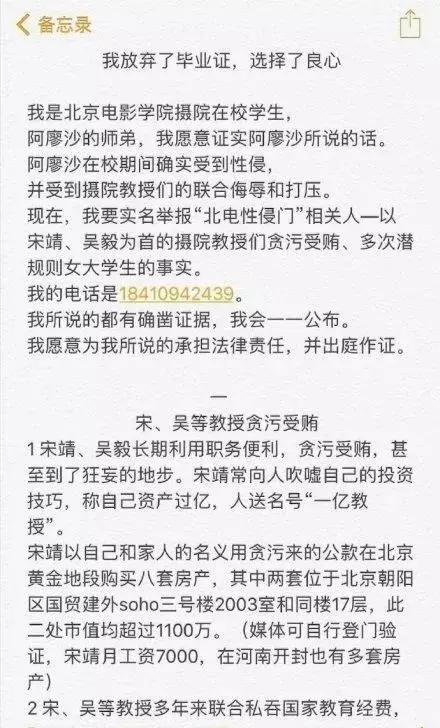 备忘录
我放弃了毕业证，选择了良心
我是北京电影学院摄院在校学生，
阿廖沙的师弟，我愿意证实阿廖沙所说的话。
阿廖沙在校期间确实受到性侵，
并受到摄院教授们的联合侮辱和打压。
现在，我要实名举报“北电性侵门”相关人—以
宋靖、吴毅为首的摄院教授们贪污受贿、多次潜
规则女大学生的事实。
我的电话是18410942439。
我所说的都有确凿证据，我会一一公布。
我愿意为我所说的承担法律责任，并出庭作证。
一
宋、吴等教授贪污受贿
1 宋靖、吴毅长期利用职务便利，贪污受贿，甚
至到了狂妄的地步。宋靖常向人吹嘘自己的投资
技巧，称自己资产过亿，人送名号“一亿教
授”。
宋靖以自己和家人的名义用贪污来的公款在北京
黄金地段购买八套房产，其中两套位于北京朝阳
区国贸建外soho三号楼2003室和同楼17层，此
二处市值均超过1100万。（媒体可自行登门验
证，宋靖月工资7000，在河南开封也有多套房
产）
2 宋、吴教授多年来联合私吞国家教育经费，